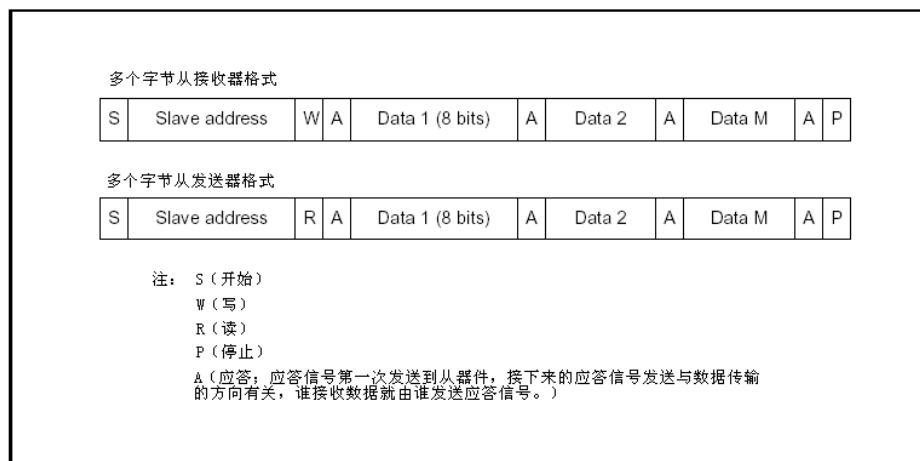 多个字节从接收器格式
S Slave address W A Data 1 (8 bits) A Data 2 A Data M A P
多个字节从发送器格式
S Slave address R A Data 1 (8 bits) A Data 2 A Data M A P
注： S（开始）
W（写）
R（读）
P（停止）
A（应答；应答信号第一次发送到从器件，接下来的应答信号发送与数据传输
的方向有关，谁接收数据就由谁发送应答信号。）